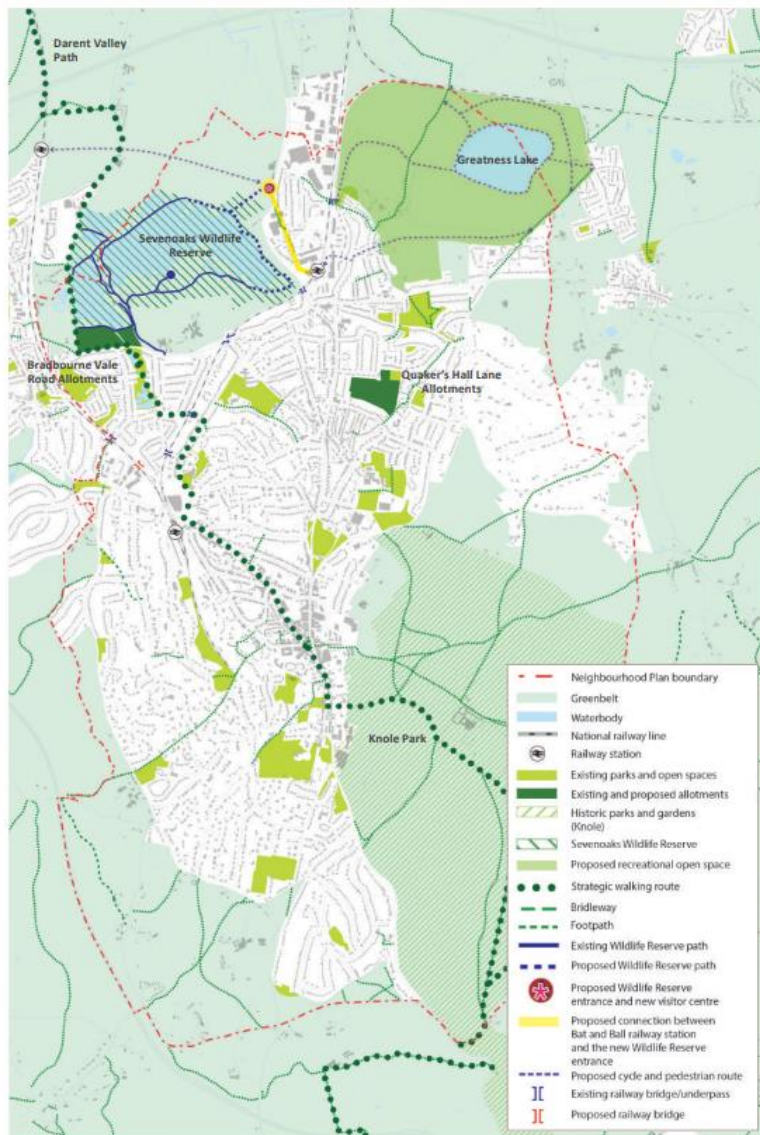 Darent Valley
Path
Greatness Lake
Sevenoaks Wildlife
Reserve
Bradbourne Vale
Road Allotments
Quaker's Hall Lane
Allotments
Knole Park
Neighbourhood Plan boundary
Greenbelt
Waterbody
National railway line
Railway station
Existing parks and open spaces
Existing and proposed allotments
Historic parks and gardens
(Knole)
Sevenoaks Wildlife Reserve
Proposed recreational open space
Strategic walking route
Bridleway
Footpath
Existing Wildlife Reserve path
Proposed Wildlife Reserve path
Proposed Wildlife Reserve
entrance and new visitor centre
Proposed connection between
Bat and Ball railway station
and the new Wildlife Reserve
entrance
Proposed cycle and pedestrian route
Existing railway bridge/underpass
Proposed railway bridge